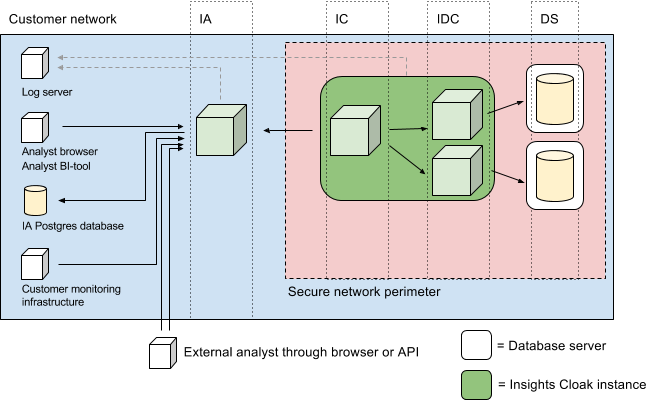 Customer network
IA
IC
IDC
DS
Log server
Analyst browser
Analyst BI-tool
IA Postgres database
Customer monitoring
infrastructure
Secure network perimeter
External analyst through browser or API
= Database server
= Insights Cloak instance